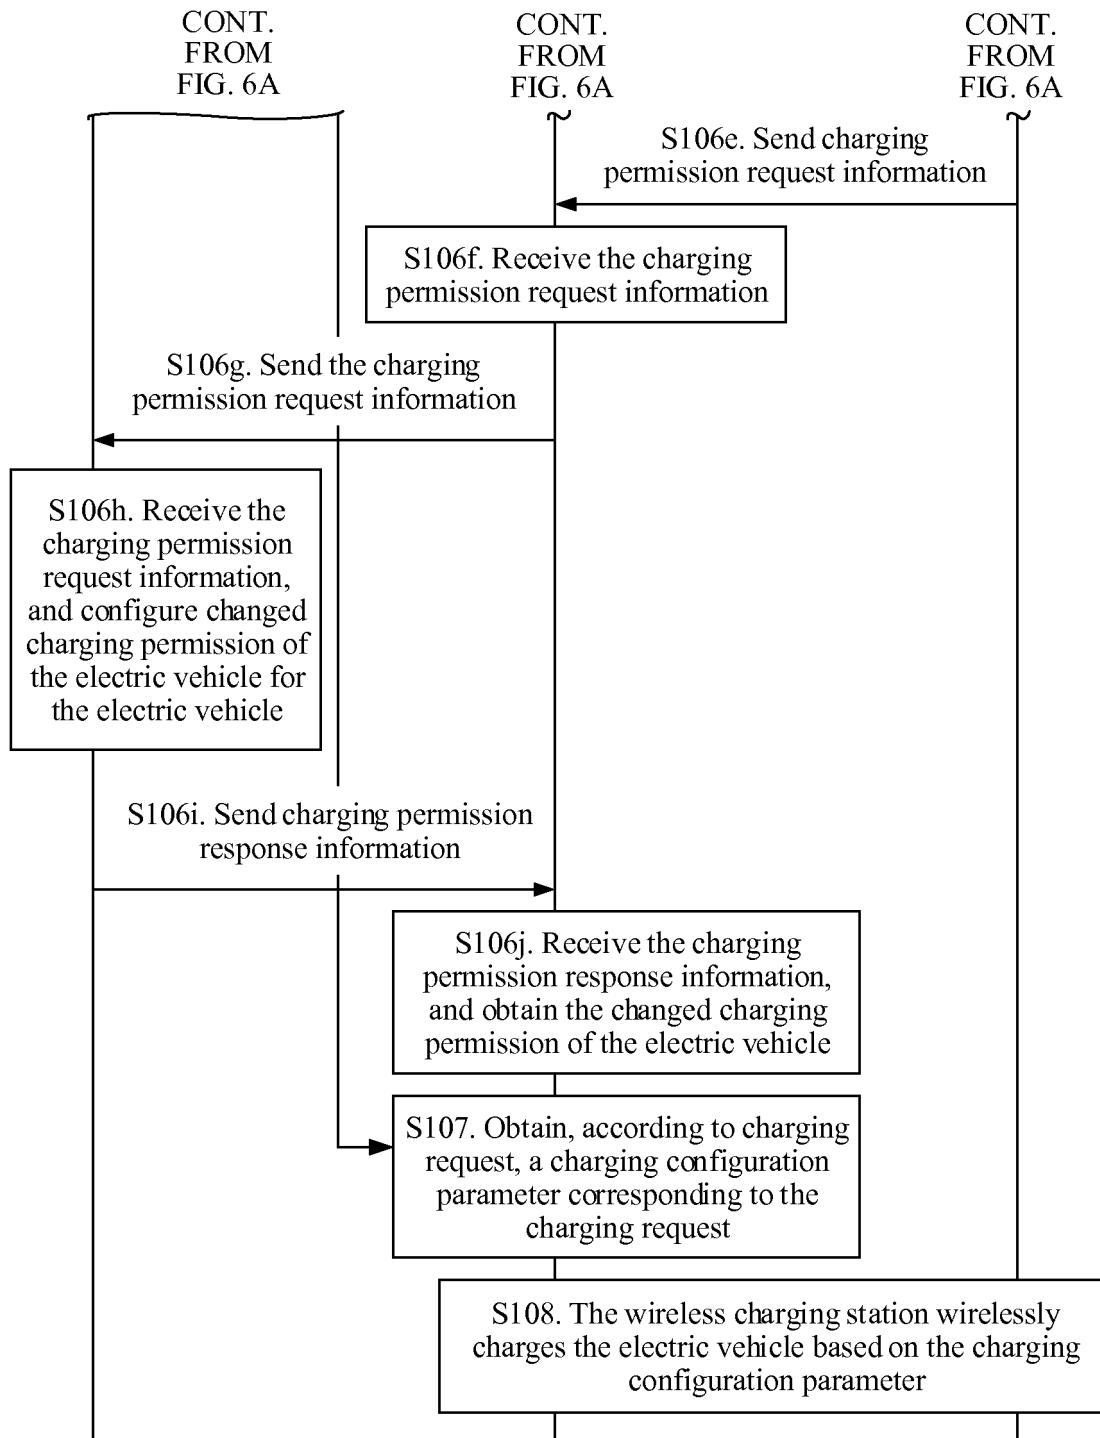 CONT.
FROM
FIG. 6A
CONT.
FROM
FIG. 6A
CONT.
FROM
FIG. 6A
S106e. Send charging
permission request information
S106f. Receive the charging
permission request information
S106g. Send the charging
permission request information
S106h. Receive the
charging permission
request information,
and configure changed
charging permission of
the electric vehicle for
the electric vehicle
S106i. Send charging permission
response information
S106j. Receive the charging
permission response information,
and obtain the changed charging
permission of the electric vehicle
S107. Obtain, according to charging
request, a charging configuration
parameter corresponding to the
charging request
S108. The wireless charging station wirelessly
charges the electric vehicle based on the charging
configuration parameter